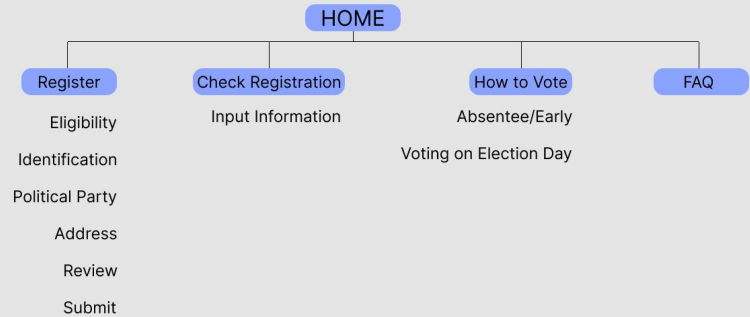 HOME
Register
Check Registration
How to Vote
FAQ
Eligibility
Identification
Political Party
Address
Review
Submit
Input Information
Absentee/Early
Voting on Election Day